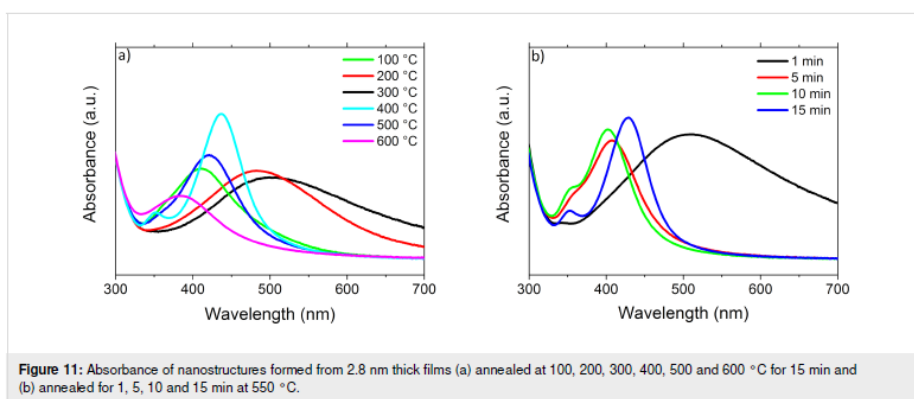 a)
100 °C
200 °C
300 °C
400 °C
500 °C
600 °C
Absorbance (a.u.)
300 400 500 600 700
Wavelength (nm)
b)
1 min
5 min
10 min
15 min
Absorbance (a.u.)
300 400 500 600 700
Wavelength (nm)
Figure 11: Absorbance of nanostructures formed from 2.8 nm thick films (a) annealed at 100, 200, 300, 400, 500 and 600 °C for 15 min and
(b) annealed for 1, 5, 10 and 15 min at 550 °C.